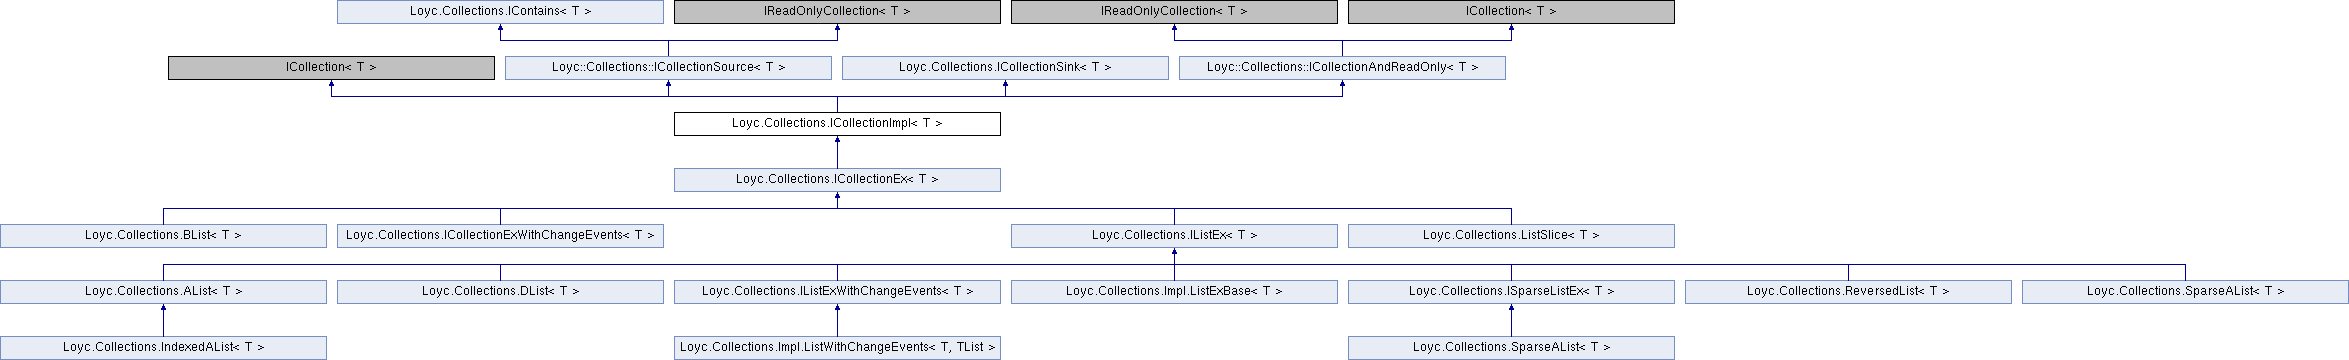 Loyc.Collections.IContains< T >
IReadOnlyCollection< T >
IReadOnlyCollection< T >
ICollection< T >
ICollection< T >
Loyc::Collections::ICollectionSource< T >
Loyc.Collections.ICollectionSink< T >
Loyc::Collections::ICollectionAndReadOnly< T >
Loyc.Collections.ICollectionImpl< T >
Loyc.Collections.ICollectionEx< T >
Loyc.Collections.BList< T >
Loyc.Collections.ICollectionExWithChangeEvents< T >
Loyc.Collections.IListEx< T >
Loyc.Collections.ListSlice< T >
Loyc.Collections.AList< T >
Loyc.Collections.DList< T >
Loyc.Collections.IListExWithChangeEvents< T >
Loyc.Collections.Impl.ListExBase< T >
Loyc.Collections.ISparseListEx< T >
Loyc.Collections.ReversedList< T >
Loyc.Collections.SparseAList< T >
Loyc.Collections.IndexedAList< T >
Loyc.Collections.Impl.ListWithChangeEvents< T, TList >
Loyc.Collections.SparseAList< T >